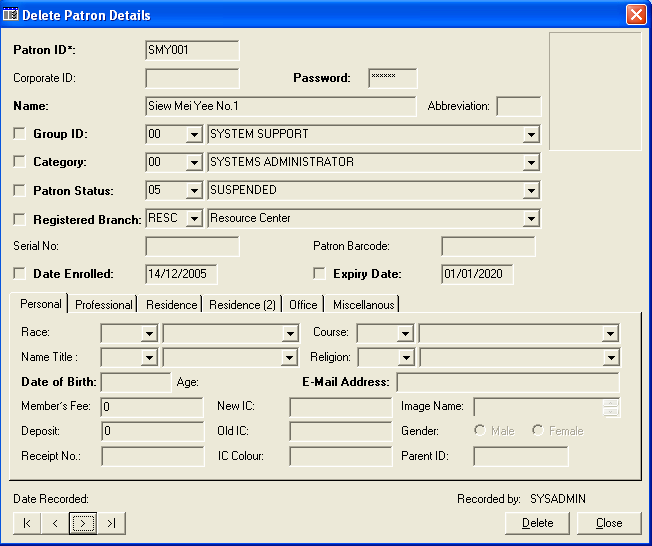 Delete Patron Details
Patron ID*: SMY001
Corporate ID: Password: xxxxxx
Name: Siew Mei Yee No.1 Abbreviation:
Group ID: 00 SYSTEM SUPPORT
Category: 00 SYSTEMS ADMINISTRATOR
Patron Status: 05 SUSPENDED
Registered Branch: RESC Resource Center
Serial No: Patron Barcode:
Date Enrolled: 14/12/2005 Expiry Date: 01/01/2020
Personal Professional Residence Residence (2) Office Miscellanous
Race: Course:
Name Title : Religion:
Date of Birth: Age: E-Mail Address:
Member's Fee: 0 New IC: Image Name:
Deposit: 0 Old IC: Gender: Male Female
Receipt No.: IC Colour: Parent ID:
Date Recorded: Recorded by: SYSADMIN
|< < > >| Delete Close